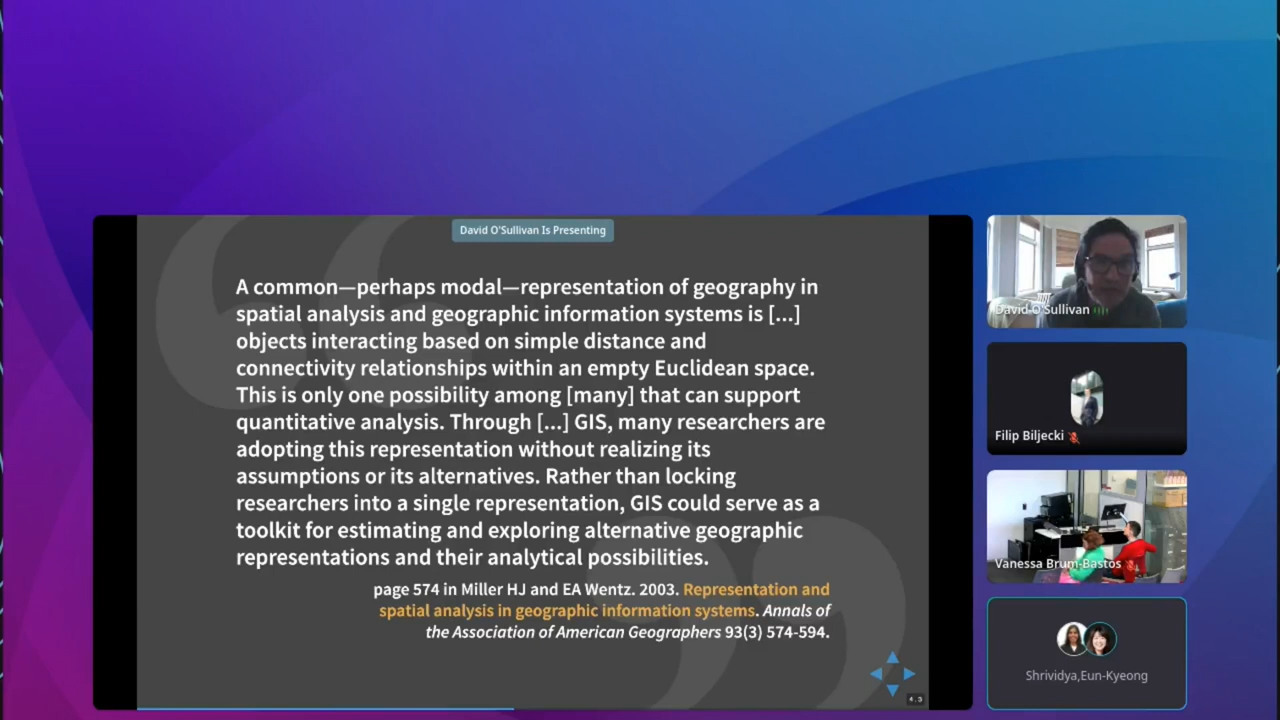 David O'Sullivan Is Presenting
A common—perhaps modal—representation of geography in
spatial analysis and geographic information systems is [...]
objects interacting based on simple distance and
connectivity relationships within an empty Euclidean space.
This is only one possibility among [many] that can support
quantitative analysis. Through [...] GIS, many researchers are
adopting this representation without realizing its
assumptions or its alternatives. Rather than locking
researchers into a single representation, GIS could serve as a
toolkit for estimating and exploring alternative geographic
representations and their analytical possibilities.
page 574 in Miller HJ and EA Wentz. 2003. Representation and
spatial analysis in geographic information systems. Annals of
the Association of American Geographers 93(3) 574-594.
4.3
David O'Sullivan
Filip Biljecki
Vanessa Brum-Bastos
Shrividya,Eun-Kyeong